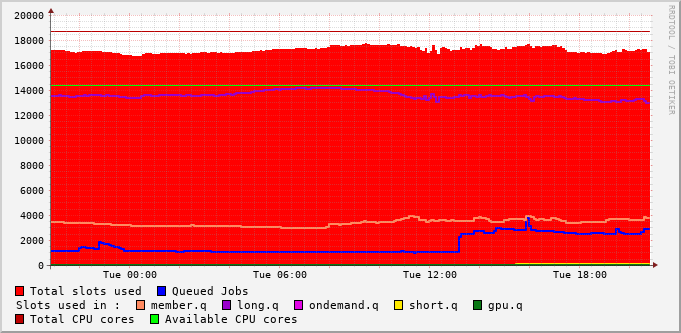 20000
18000
16000
14000
12000
10000
8000
6000
4000
2000
0
Tue 00:00 Tue 06:00 Tue 12:00 Tue 18:00
Total slots used Queued Jobs
Slots used in : member.q long.q ondemand.q short.q gpu.q
Total CPU cores Available CPU cores
RRDTOOL / TOBI OETIKER